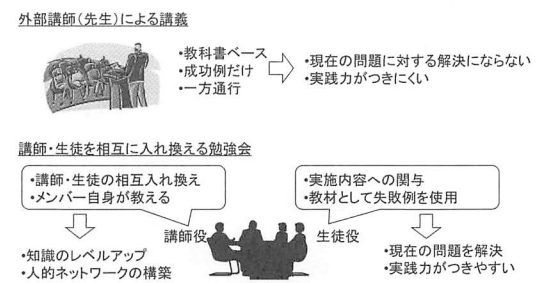 外部講師(先生)による講義
・教科書ベース
・成功例だけ
・一方通行
・現在の問題に対する解決にならない
・実践力がつきにくい
講師・生徒を相互に入れ換える勉強会
・講師・生徒の相互入れ換え
・メンバー自身が教える
・実施内容への関与
・教材として失敗例を使用
講師役
生徒役
・知識のレベルアップ
・人的ネットワークの構築
・現在の問題を解決
・実践力がつきやすい